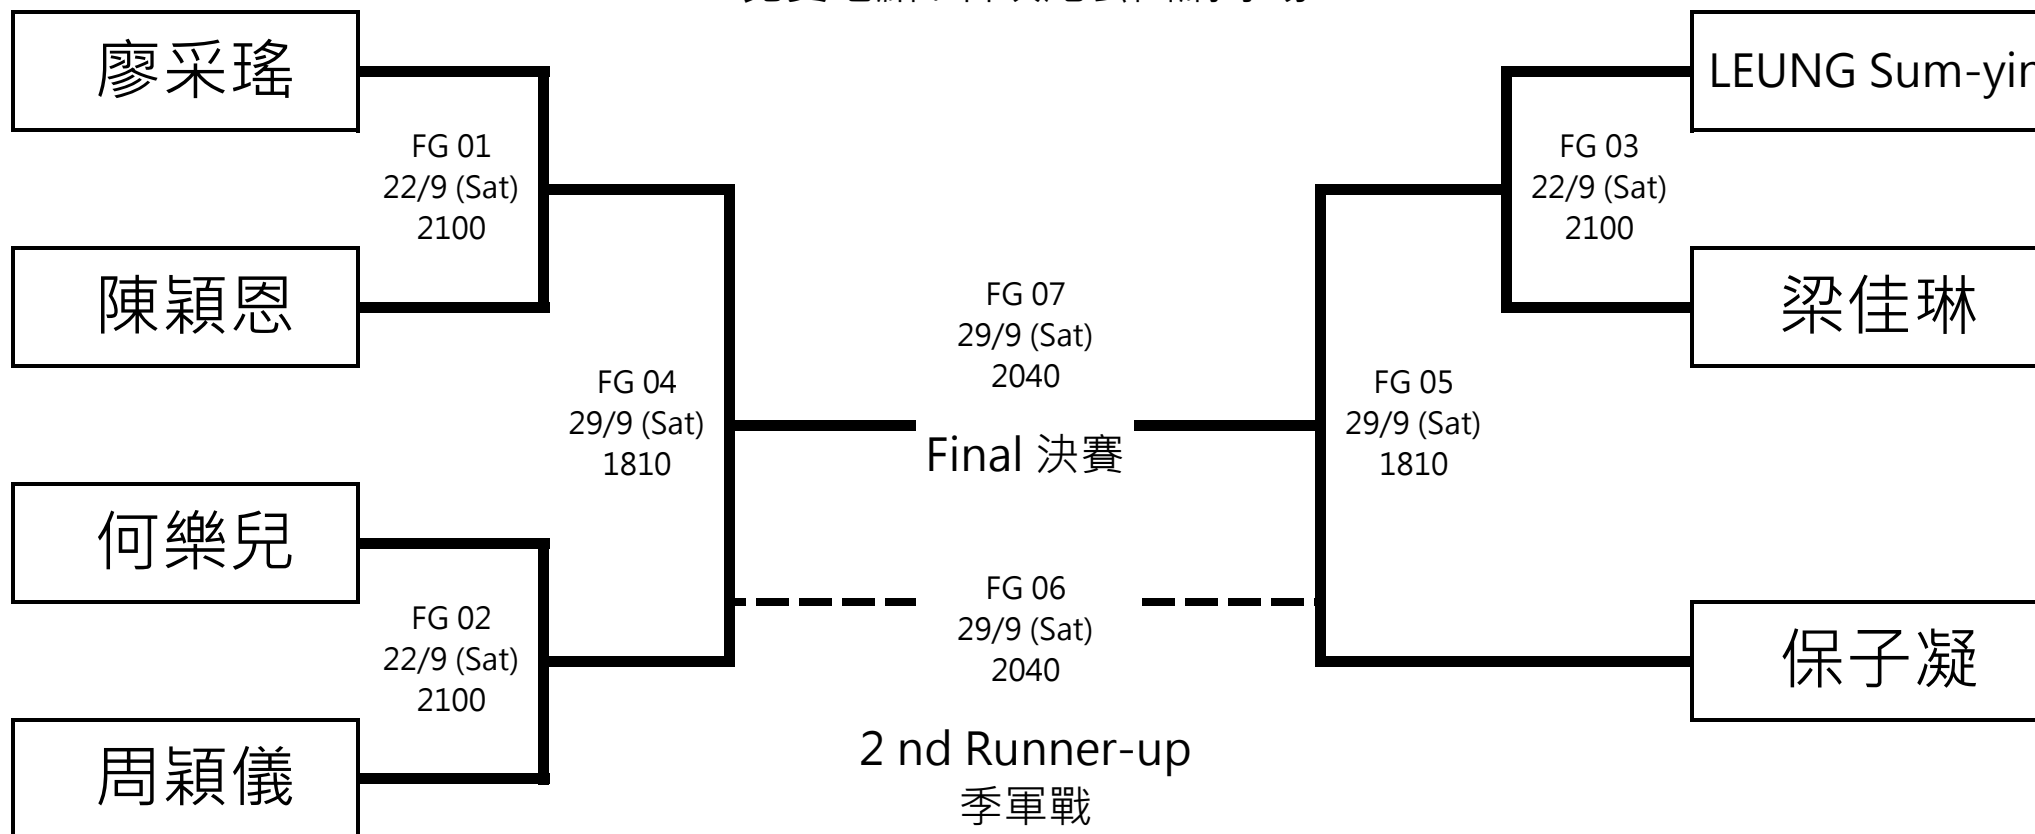 廖采瑤
LEUNG Sum-yin
FG 01
22/9 (Sat)
2100
FG 03
22/9 (Sat)
2100
陳穎恩
梁佳琳
FG 07
29/9 (Sat)
2040
FG 04
29/9 (Sat)
1810
FG 05
29/9 (Sat)
1810
Final 決賽
何樂兒
FG 02
22/9 (Sat)
2100
FG 06
29/9 (Sat)
2040
保子凝
周穎儀
2 nd Runner-up
季軍戰